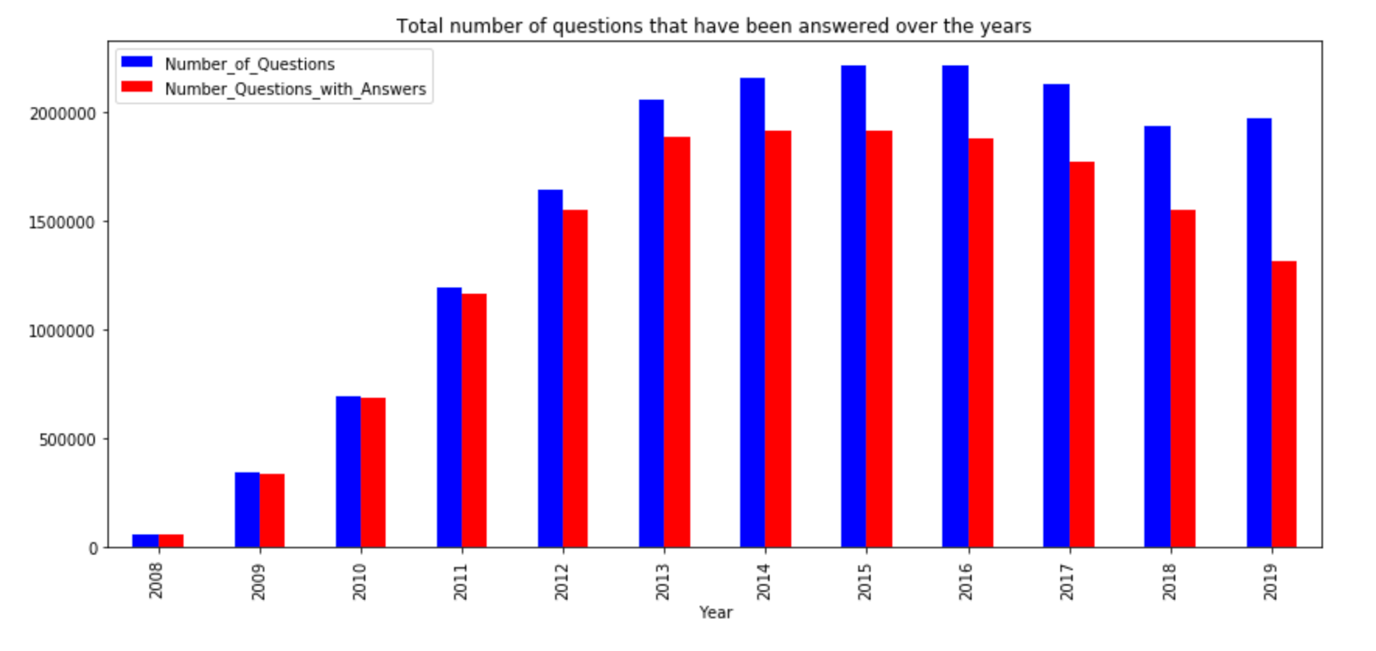 Total number of questions that have been answered over the years
Number_of_Questions
Number_Questions_with_Answers
2000000
1500000
1000000
500000
0
2008 2009 2010 2011 2012 2013 2014 2015 2016 2017 2018 2019
Year